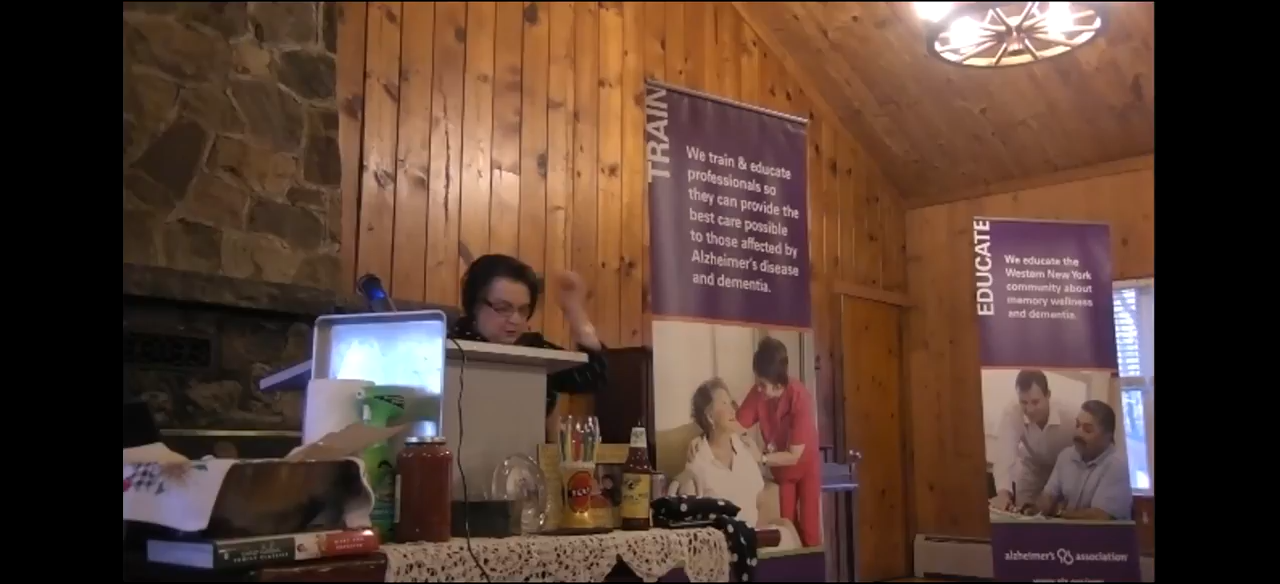 TRAIN
We train & educate
professionals so
they can provide the
best care possible
to those affected by
Alzheimer's disease
and dementia.
EDUCATE
We educate the
Western New York
community about
memory wellness
and dementia.
alzheimer's association